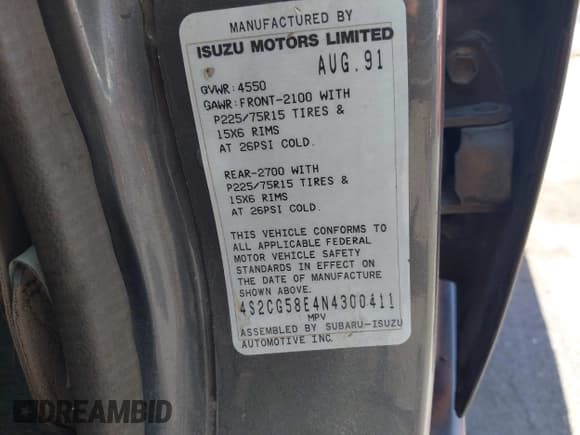 MANUFACTURED BY
ISUZU MOTORS LIMITED
AUG.91
GVWR:4550
GAWR:FRONT-2100 WITH
P225/75R15 TIRES &
15X6 RIMS
AT 26PSI COLD.
REAR-2700 WITH
P225/75R15 TIRES &
15X6 RIMS
AT 26PSI COLD.
THIS VEHICLE CONFORMS TO
ALL APPLICABLE FEDERAL
MOTOR VEHICLE SAFETY
STANDARDS IN EFFECT ON
THE DATE OF MANUFACTURE
SHOWN ABOVE.
4S2CG58E4N4300411
MPV
ASSEMBLED BY SUBARU-ISUZU
AUTOMOTIVE INC.
DREAMBID